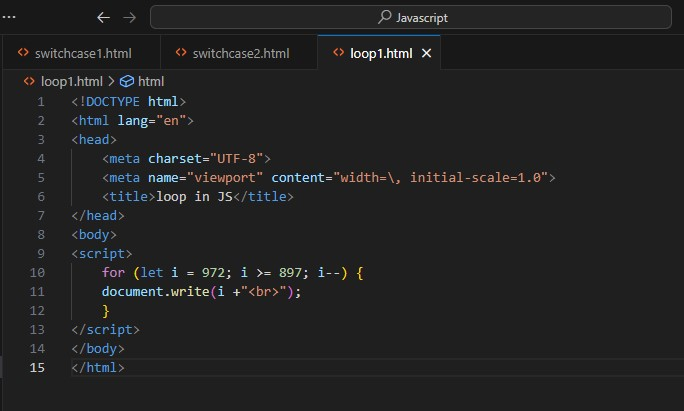 ... ← → Javascript
switchcase1.html switchcase2.html loop1.html ×
loop1.html > html
1 <!DOCTYPE html>
2 <html lang="en">
3 <head>
4 <meta charset="UTF-8">
5 <meta name="viewport" content="width=\, initial-scale=1.0">
6 <title>loop in JS</title>
7 </head>
8 <body>
9 <script>
10 for (let i = 972; i >= 897; i--) {
11 document.write(i +"<br>");
12 }
13 </script>
14 </body>
15 </html>